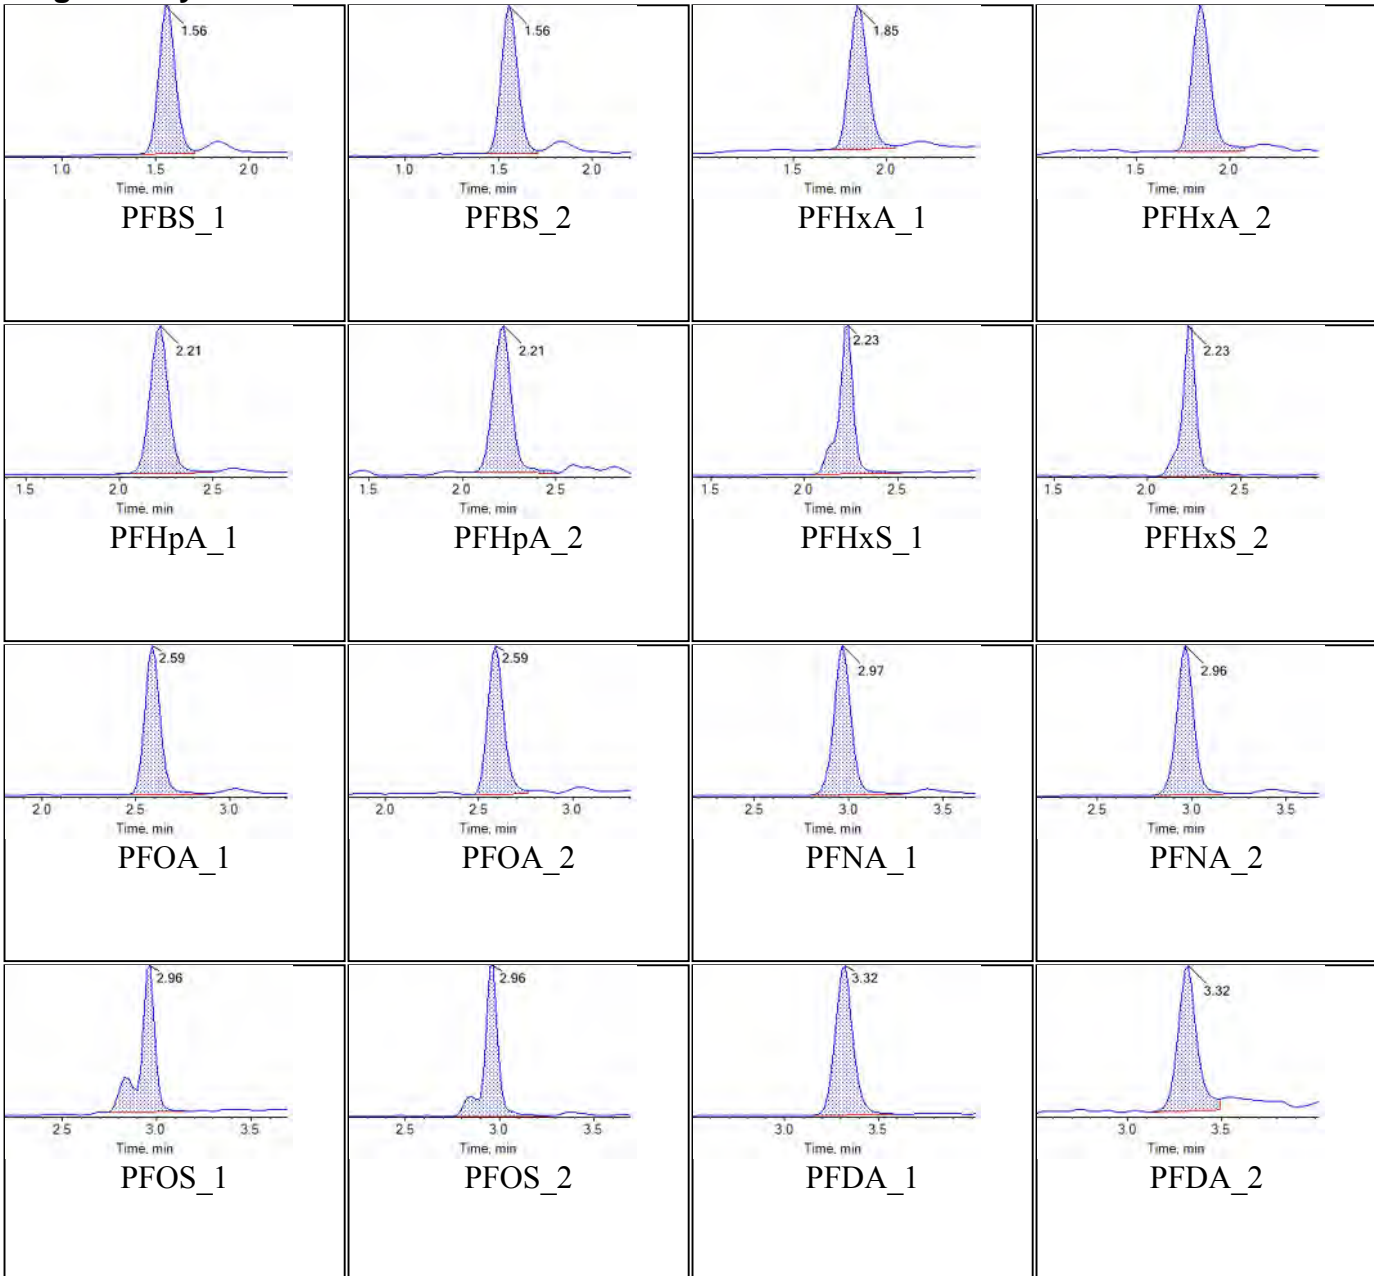 1.56
1.0 1.5 2.0
Time, min
PFBS_1
1.56
1.0 1.5 2.0
Time, min
PFBS_2
1.85
1.5 2.0
Time, min
PFHxA_1
1.5 2.0
Time, min
PFHxA_2
2.21
1.5 2.0 2.5
Time, min
PFHpA_1
2.21
1.5 2.0 2.5
Time, min
PFHpA_2
2.23
1.5 2.0 2.5
Time, min
PFHxS_1
2.23
1.5 2.0 2.5
Time, min
PFHxS_2
2.59
2.0 2.5 3.0
Time, min
PFOA_1
2.59
2.0 2.5 3.0
Time, min
PFOA_2
2.97
2.5 3.0 3.5
Time, min
PFNA_1
2.96
2.5 3.0 3.5
Time, min
PFNA_2
2.96
2.5 3.0 3.5
Time, min
PFOS_1
2.96
2.5 3.0 3.5
Time, min
PFOS_2
3.32
3.0 3.5
Time, min
PFDA_1
3.32
3.0 3.5
Time, min
PFDA_2